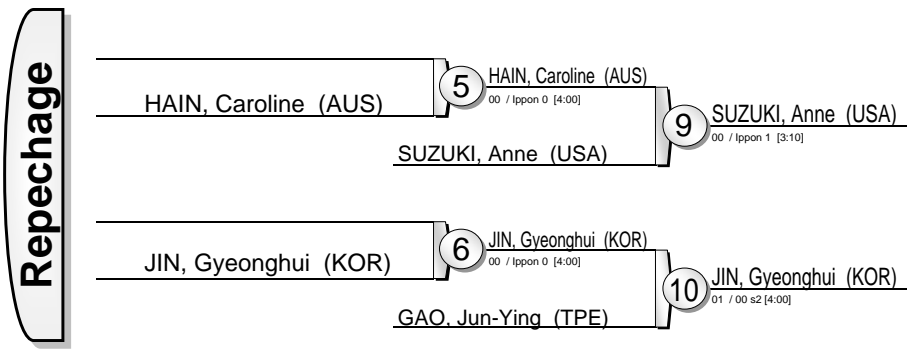 Repechage
HAIN, Caroline (AUS)
5
HAIN, Caroline (AUS)
00 / Ippon 0 [4:00]
SUZUKI, Anne (USA)
9
SUZUKI, Anne (USA)
00 / Ippon 1 [3:10]
JIN, Gyeonghui (KOR)
6
JIN, Gyeonghui (KOR)
00 / Ippon 0 [4:00]
GAO, Jun-Ying (TPE)
10
JIN, Gyeonghui (KOR)
01 / 00 s2 [4:00]